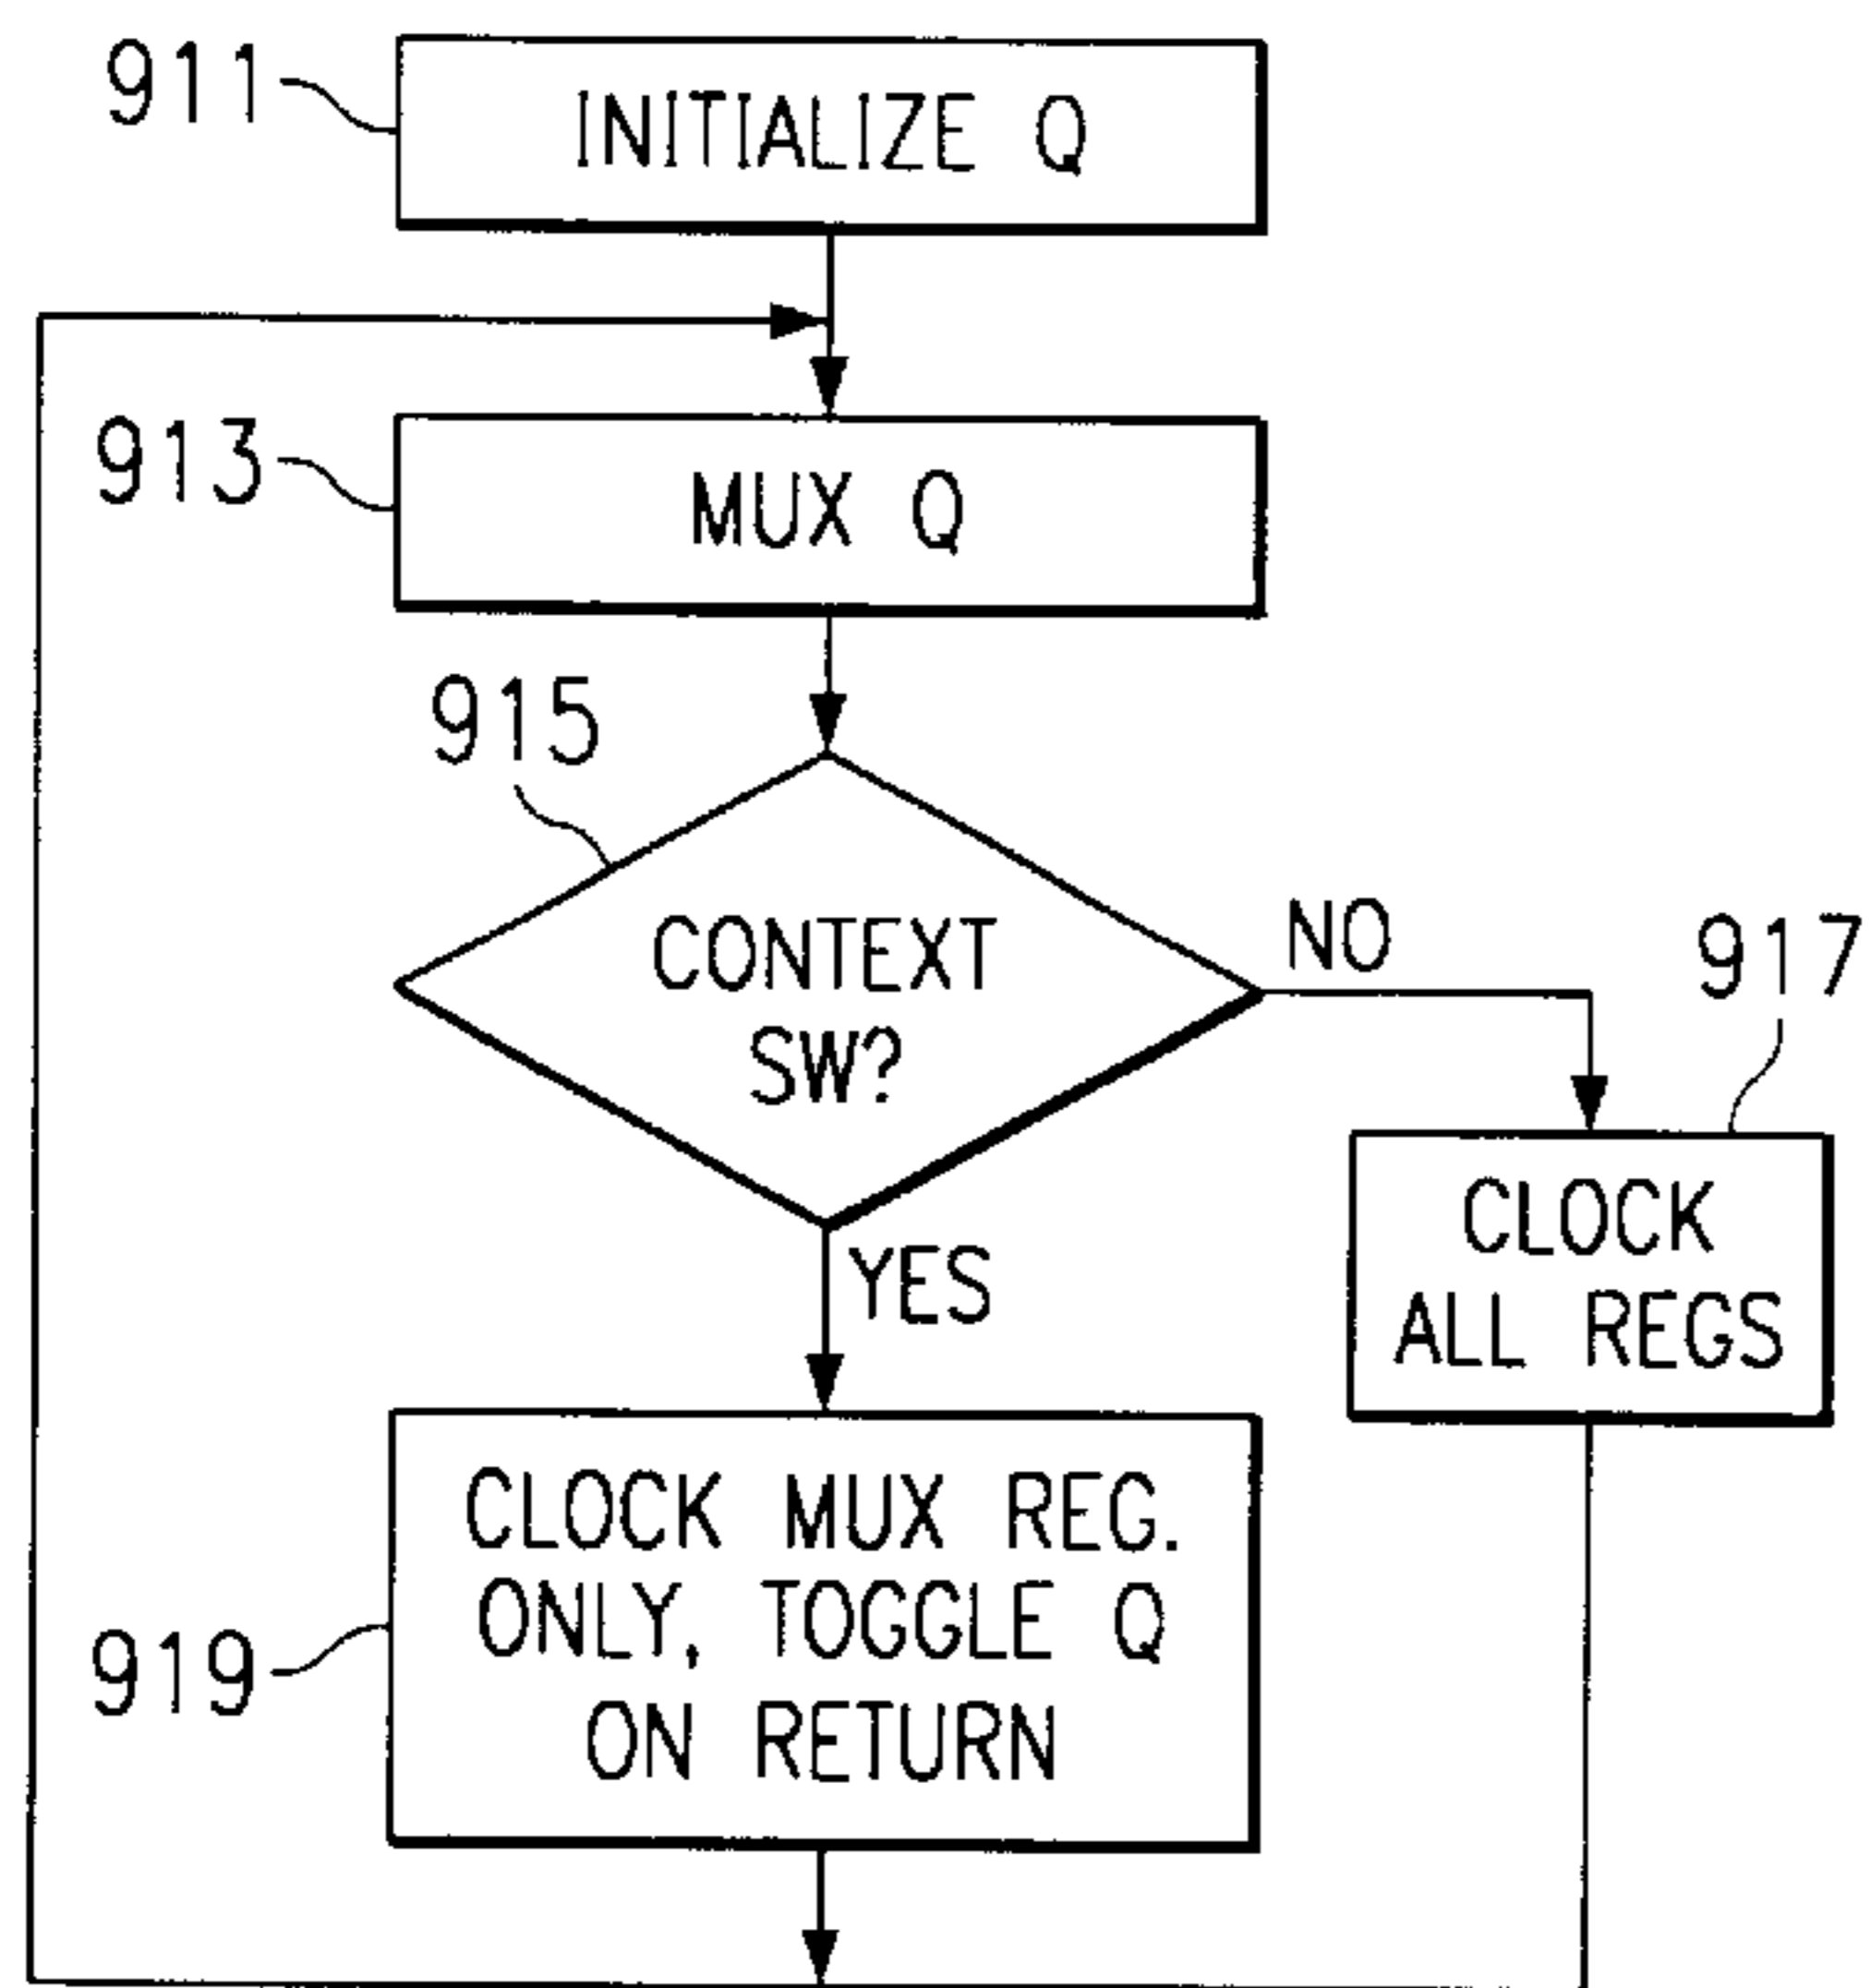 911
INITIALIZE Q
913
MUX Q
915
CONTEXT
SW?
NO
917
YES
CLOCK
ALL REGS
CLOCK MUX REG.
ONLY, TOGGLE Q
ON RETURN
919